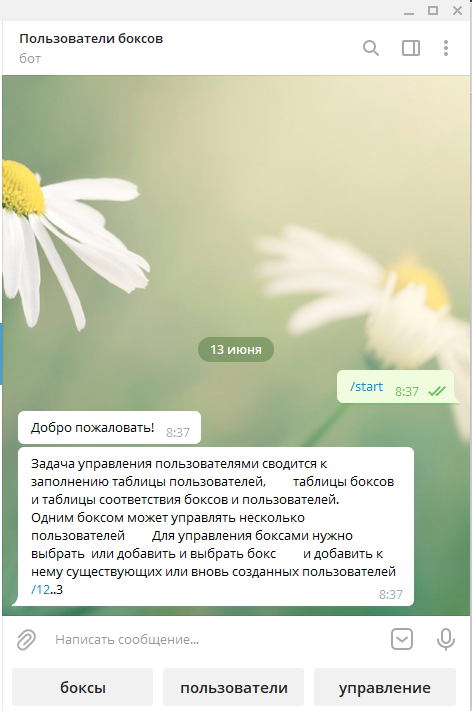 Пользователи боксов
бот
13 июня
/start 8:37
Добро пожаловать! 8:37
Задача управления пользователями сводится к
заполнению таблицы пользователей, таблицы боксов
и таблицы соответствия боксов и пользователей.
Одним боксом может управлять несколько
пользователей Для управления боксами нужно
выбрать или добавить и выбрать бокс и добавить к
нему существующих или вновь созданных пользователей
/12..3 8:37
Написать сообщение...
боксы пользователи управление